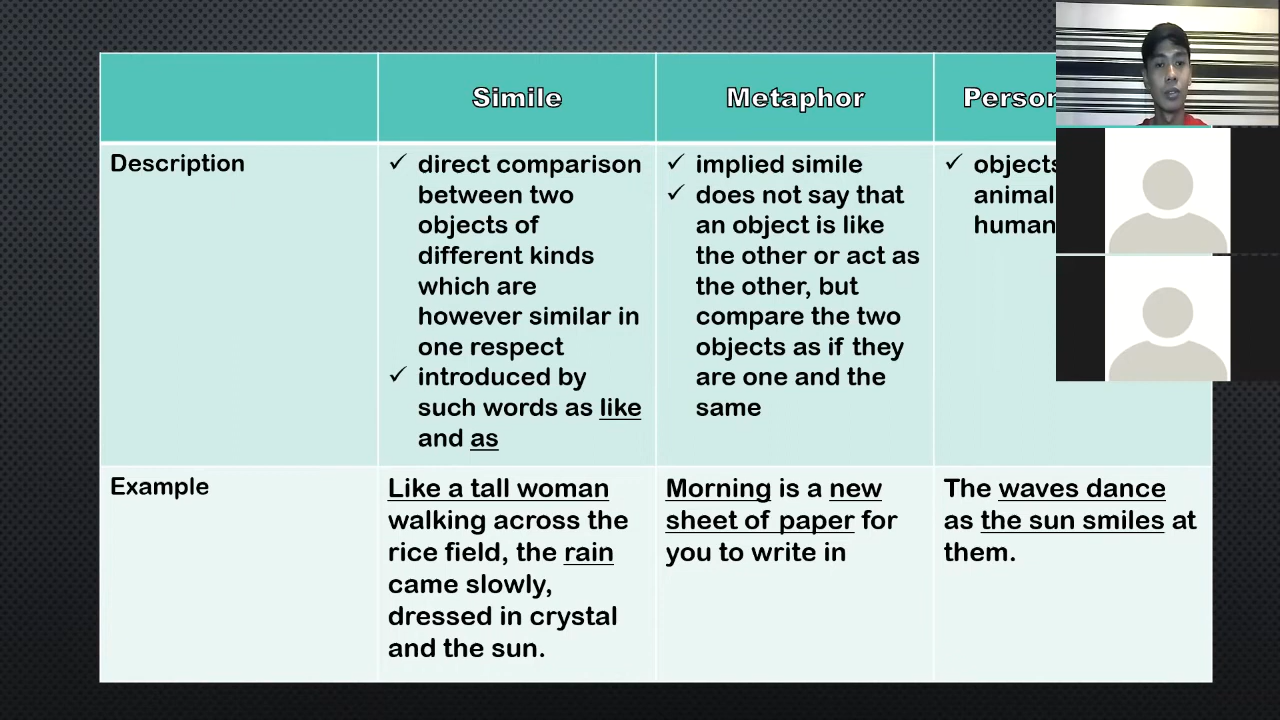 Simile
Metaphor
Description
✓ direct comparison
between two
objects of
different kinds
which are
however similar in
one respect
✓ introduced by
such words as like
and as
✓ implied simile
✓ does not say that
an object is like
the other or act as
the other, but
compare the two
objects as if they
are one and the
same
✓ objects
animal
human
Example
Like a tall woman
walking across the
rice field, the rain
came slowly,
dressed in crystal
and the sun.
Morning is a new
sheet of paper for
you to write in
The waves dance
as the sun smiles at
them.